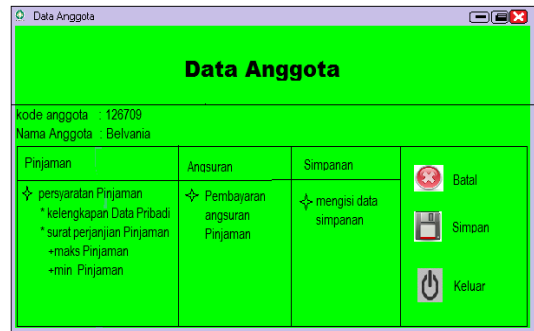 Data Anggota
Data Anggota
kode anggota : 126709
Nama Anggota : Belvania
Pinjaman
persyaratan Pinjaman
* kelengkapan Data Pribadi
* surat perjanjian Pinjaman
+maks Pinjaman
+min Pinjaman
Angsuran
Pembayaran
angsuran
Pinjaman
Simpanan
mengisi data
simpanan
Batal
Simpan
Keluar